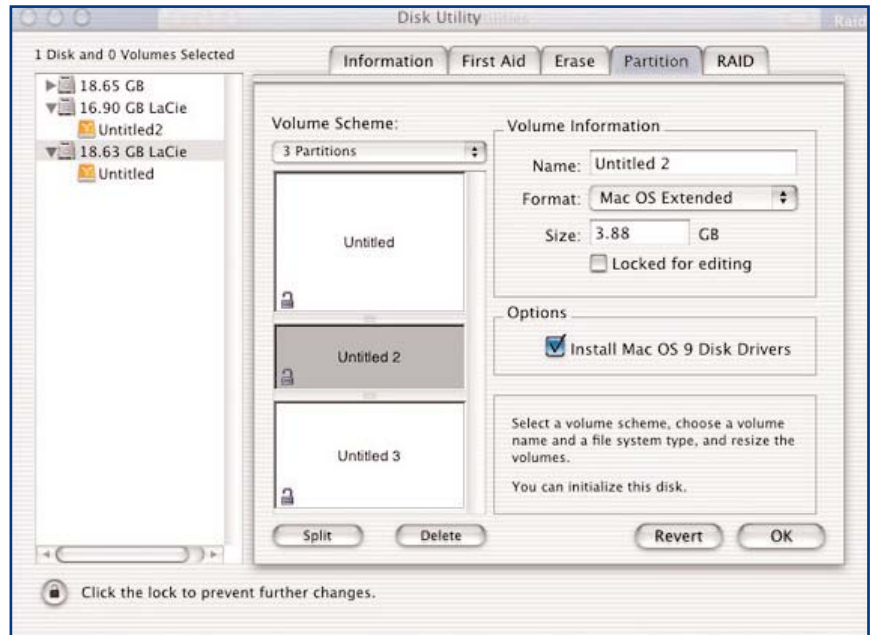 Disk Utility
1 Disk and 0 Volumes Selected
18.65 GB
16.90 GB LaCie
Untitled2
18.63 GB LaCie
Untitled
Information First Aid Erase Partition RAID
Volume Scheme:
3 Partitions
Untitled
Untitled 2
Untitled 3
Split Delete
Volume Information
Name: Untitled 2
Format: Mac OS Extended
Size: 3.88 GB
Locked for editing
Options
Install Mac OS 9 Disk Drivers
Select a volume scheme, choose a volume
name and a file system type, and resize the
volumes.
You can initialize this disk.
Revert OK
Click the lock to prevent further changes.